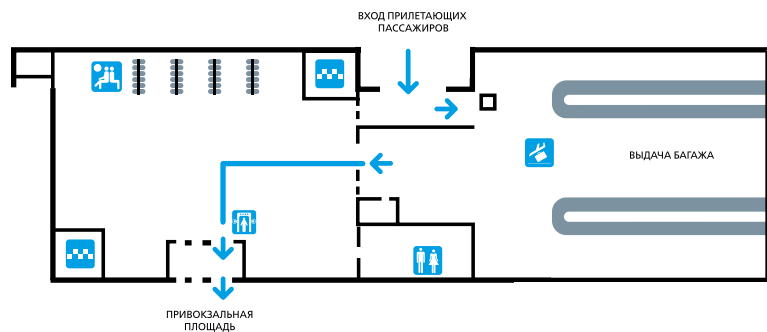 ВХОД ПРИЛЕТАЮЩИХ
ПАССАЖИРОВ
ВЫДАЧА БАГАЖА
ПРИВОКЗАЛЬНАЯ
ПЛОЩАДЬ